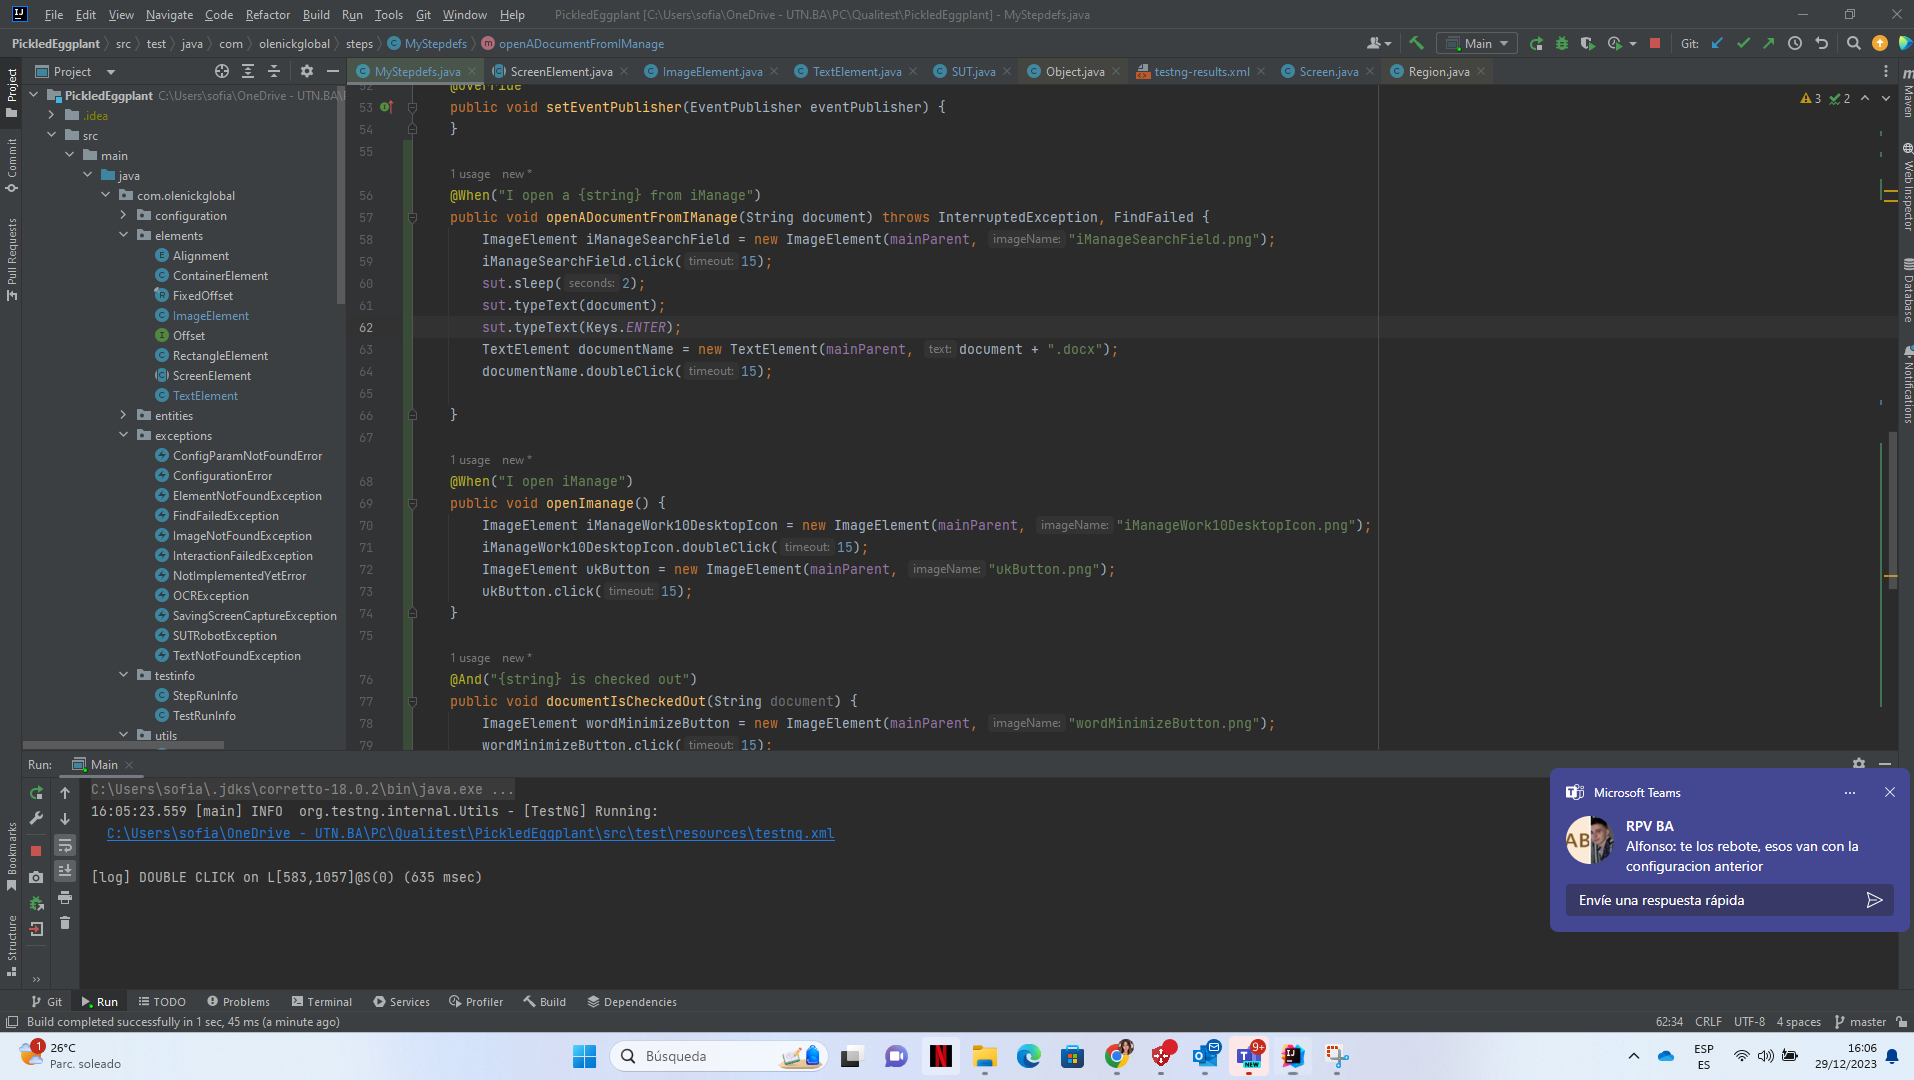 File Edit View Navigate Code Refactor Build Run Tools Git Window Help PickledEggplant [C:\Users\sofia\OneDrive - UTN.BA\PC\Qualitest\PickledEggplant] - MyStepdefs.java
PickledEggplant src test java com olenickglobal steps MyStepdefs openADocumentFromIManage Main Git:
Project MyStepdefs.java ScreenElement.java ImageElement.java TextElement.java SUT.java Object.java testng-results.xml Screen.java Region.java
Project
Commit
Pull Requests
Bookmarks
Structure
PickledEggplant C:\Users\sofia\OneDrive - UTN.BA\
.idea
src
main
java
com.olenickglobal
configuration
elements
Alignment
ContainerElement
FixedOffset
ImageElement
Offset
RectangleElement
ScreenElement
TextElement
entities
exceptions
ConfigParamNotFoundError
ConfigurationError
ElementNotFoundException
FindFailedException
ImageNotFoundException
InteractionFailedException
NotImplementedYetError
OCRException
SavingScreenCaptureException
SUTRobotException
TextNotFoundException
testinfo
StepRunInfo
TestRunInfo
utils
52 @Override
53 public void setEventPublisher(EventPublisher eventPublisher) {
54 }
55
1 usage new *
56 @When("I open a {string} from iManage")
57 public void openADocumentFromIManage(String document) throws InterruptedException, FindFailed {
58 ImageElement iManageSearchField = new ImageElement(mainParent, imageName: "iManageSearchField.png");
59 iManageSearchField.click( timeout: 15);
60 sut.sleep( seconds: 2);
61 sut.typeText(document);
62 sut.typeText(Keys.ENTER);
63 TextElement documentName = new TextElement(mainParent, text: document + ".docx");
64 documentName.doubleClick( timeout: 15);
65
66 }
67
1 usage new *
68 @When("I open iManage")
69 public void openImanage() {
70 ImageElement iManageWork10DesktopIcon = new ImageElement(mainParent, imageName: "iManageWork10DesktopIcon.png");
71 iManageWork10DesktopIcon.doubleClick( timeout: 15);
72 ImageElement ukButton = new ImageElement(mainParent, imageName: "ukButton.png");
73 ukButton.click( timeout: 15);
74 }
75
1 usage new *
76 @And("{string} is checked out")
77 public void documentIsCheckedOut(String document) {
78 ImageElement wordMinimizeButton = new ImageElement(mainParent, imageName: "wordMinimizeButton.png");
79 wordMinimizeButton.click( timeout: 15);
3 2
Maven
Web Inspector
Database
Notifications
Run: Main
C:\Users\sofia\.jdks\corretto-18.0.2\bin\java.exe ...
16:05:23.559 [main] INFO org.testng.internal.Utils - [TestNG] Running:
C:\Users\sofia\OneDrive - UTN.BA\PC\Qualitest\PickledEggplant\src\test\resources\testng.xml
[log] DOUBLE CLICK on L[583,1057]@S(0) (635 msec)
Microsoft Teams
AB
RPV BA
Alfonso: te los rebote, esos van con la
configuracion anterior
Envíe una respuesta rápida
Git Run TODO Problems Terminal Services Profiler Build Dependencies
Build completed successfully in 1 sec, 45 ms (a minute ago) 62:34 CRLF UTF-8 4 spaces master
1 26°C
Parc. soleado
Búsqueda
9+
NEW
ESP
ES
16:06
29/12/2023